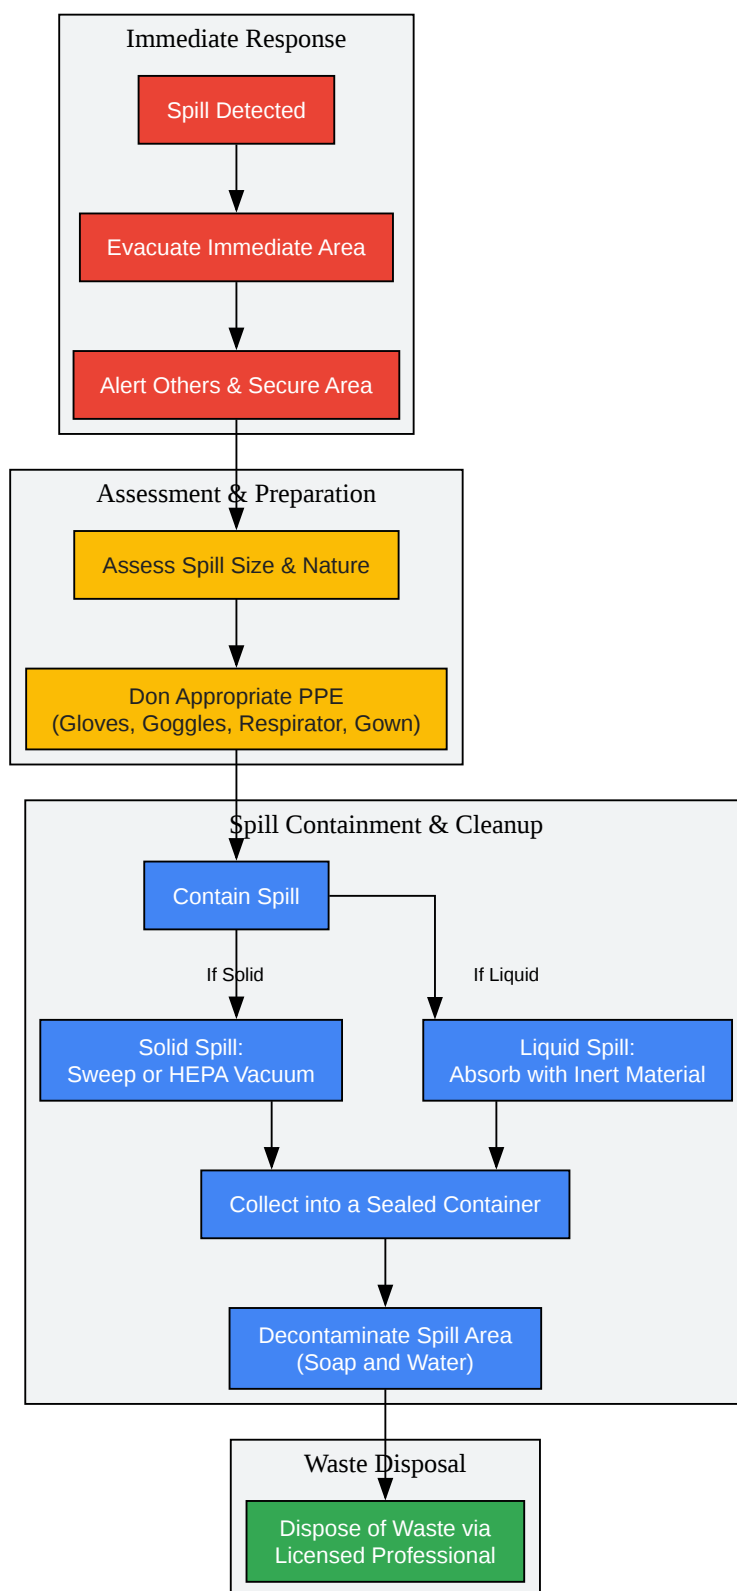 Immediate Response
Spill Detected
Evacuate Immediate Area
Alert Others & Secure Area
Assessment & Preparation
Assess Spill Size & Nature
Don Appropriate PPE
(Gloves, Goggles, Respirator, Gown)
Spill Containment & Cleanup
Contain Spill
If Solid
If Liquid
Solid Spill:
Sweep or HEPA Vacuum
Liquid Spill:
Absorb with Inert Material
Collect into a Sealed Container
Decontaminate Spill Area
(Soap and Water)
Waste Disposal
Dispose of Waste via
Licensed Professional